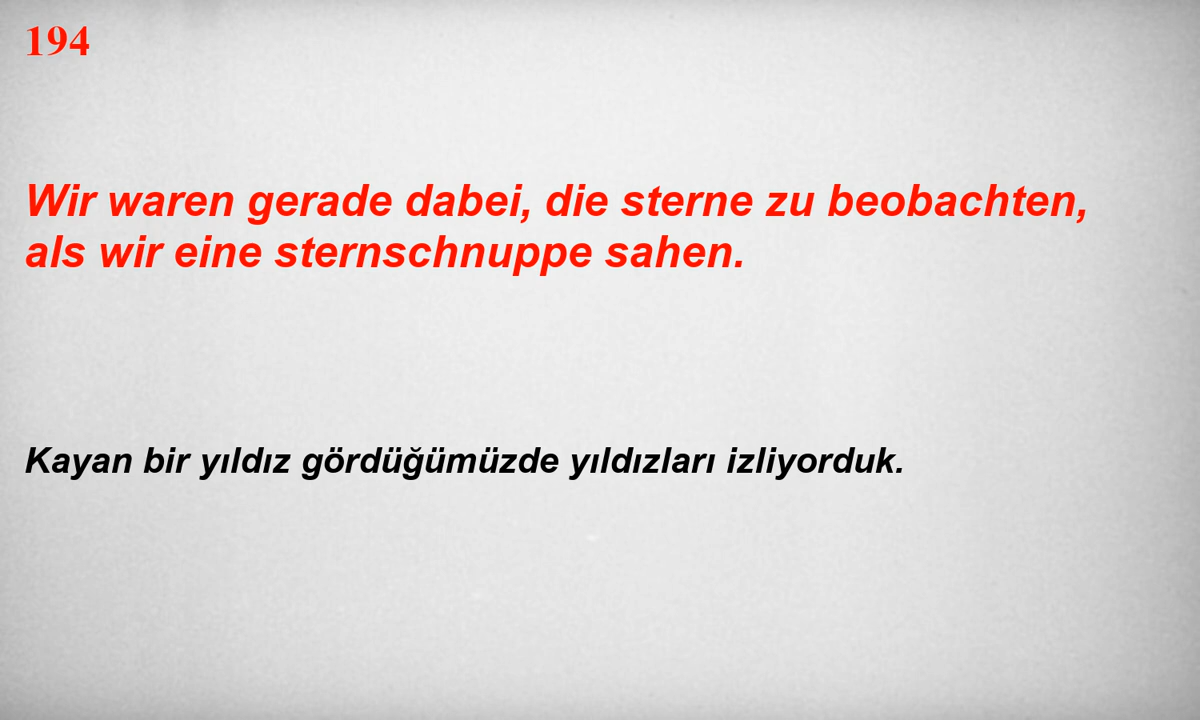 194
Wir waren gerade dabei, die sterne zu beobachten,
als wir eine sternschnuppe sahen.
Kayan bir yıldız gördüğümüzde yıldızları izliyorduk.